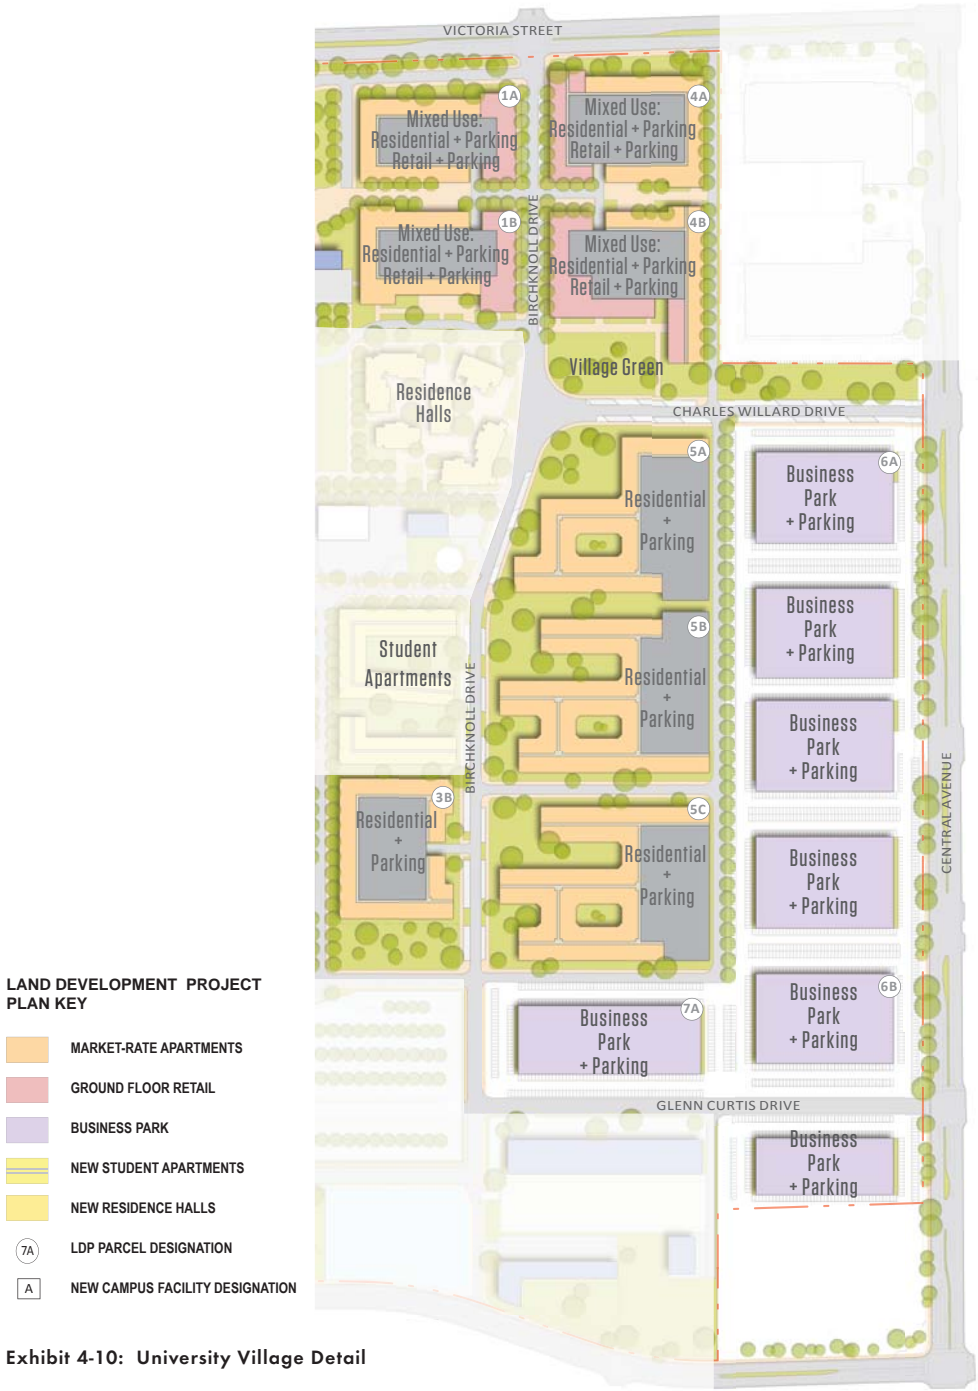 VICTORIA STREET
1A
Mixed Use:
Residential + Parking
Retail + Parking
4A
Mixed Use:
Residential + Parking
Retail + Parking
1B
Mixed Use:
Residential + Parking
Retail + Parking
BIRCHKNOLL DRIVE
4B
Mixed Use:
Residential + Parking
Retail + Parking
Village Green
Residence
Halls
CHARLES WILLARD DRIVE
5A
Residential
+
Parking
6A
Business
Park
+ Parking
Business
Park
+ Parking
5B
Residential
+
Parking
Student
Apartments
BIRCHKNOLL DRIVE
Business
Park
+ Parking
CENTRAL AVENUE
3B
Residential
+
Parking
5C
Residential
+
Parking
Business
Park
+ Parking
6B
Business
Park
+ Parking
7A
Business
Park
+ Parking
GLENN CURTIS DRIVE
Business
Park
+ Parking
LAND DEVELOPMENT PROJECT
PLAN KEY
MARKET-RATE APARTMENTS
GROUND FLOOR RETAIL
BUSINESS PARK
NEW STUDENT APARTMENTS
NEW RESIDENCE HALLS
7A LDP PARCEL DESIGNATION
A NEW CAMPUS FACILITY DESIGNATION
Exhibit 4-10: University Village Detail